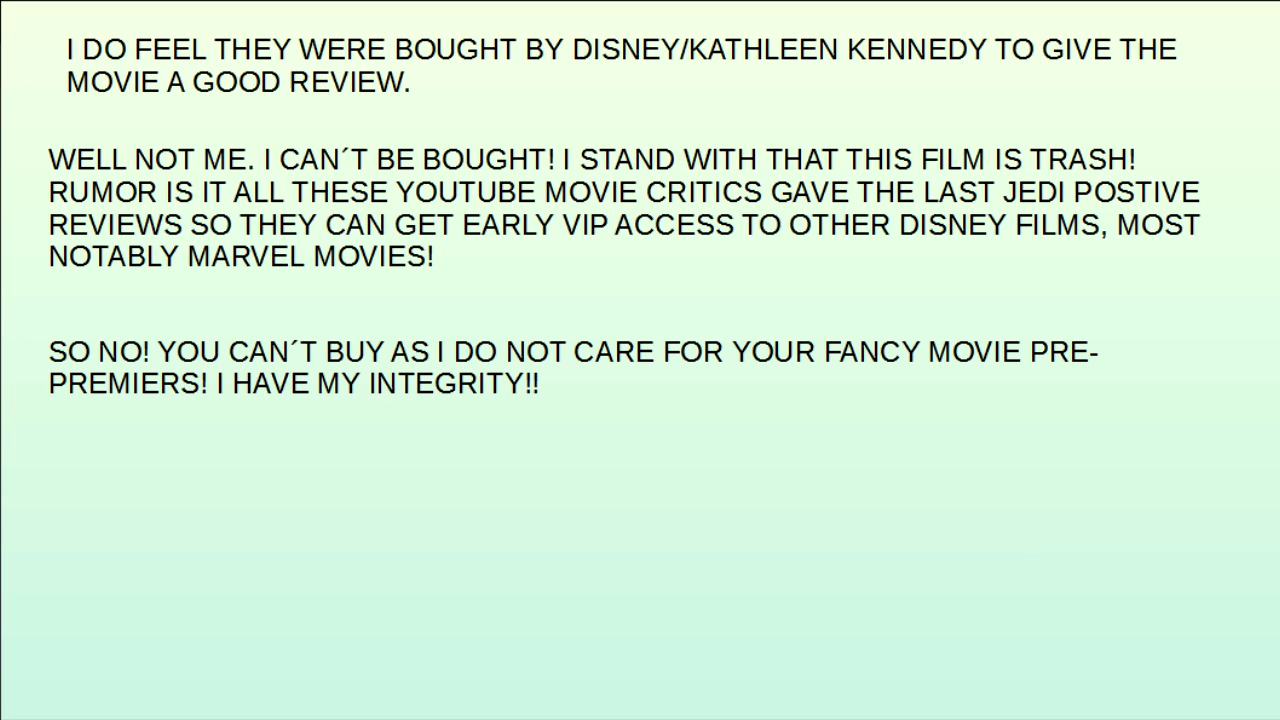 I DO FEEL THEY WERE BOUGHT BY DISNEY/KATHLEEN KENNEDY TO GIVE THE
MOVIE A GOOD REVIEW.
WELL NOT ME. I CAN´T BE BOUGHT! I STAND WITH THAT THIS FILM IS TRASH!
RUMOR IS IT ALL THESE YOUTUBE MOVIE CRITICS GAVE THE LAST JEDI POSTIVE
REVIEWS SO THEY CAN GET EARLY VIP ACCESS TO OTHER DISNEY FILMS, MOST
NOTABLY MARVEL MOVIES!
SO NO! YOU CAN´T BUY AS I DO NOT CARE FOR YOUR FANCY MOVIE PRE-
PREMIERS! I HAVE MY INTEGRITY!!